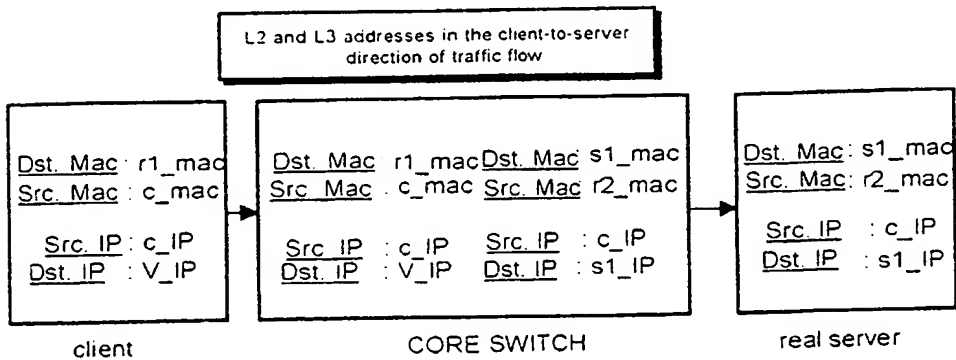 L2 and L3 addresses in the client-to-server
direction of traffic flow
Dst. Mac : r1_mac
Src. Mac : c_mac
Src. IP : c_IP
Dst. IP : V_IP
client
Dst. Mac r1_mac
Src Mac . c_mac
Src IP : c_IP
Dst. IP : V_IP
Dst. Mac : s1_mac
Src. Mac r2_mac
Src. IP : c_IP
Dst. IP : s1_IP
CORE SWITCH
Dst. Mac: s1_mac
Src. Mac: r2_mac
Src. IP : c_IP
Dst. IP : s1_IP
real server